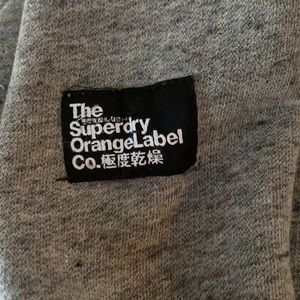 The
Superdry
OrangeLabel
Co.極度乾燥